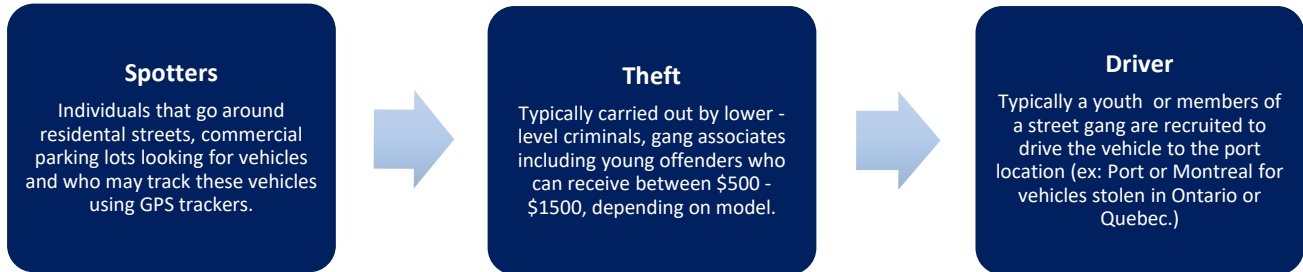 Spotters
Individuals that go around
residental streets, commercial
parking lots looking for vehicles
and who may track these vehicles
using GPS trackers.
Theft
Typically carried out by lower -
level criminals, gang associates
including young offenders who
can receive between $500 -
$1500, depending on model.
Driver
Typically a youth or members of
a street gang are recruited to
drive the vehicle to the port
location (ex: Port or Montreal for
vehicles stolen in Ontario or
Quebec.)